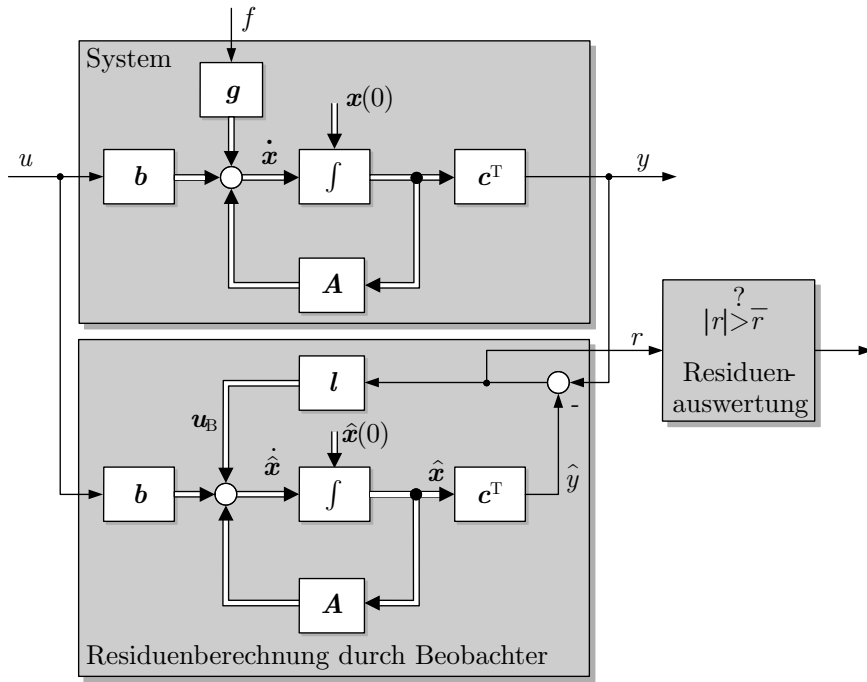 f
System
g
x(0)
u
b
ẋ
∫
cᵀ
y
A
?
|r|>r̅
Residuen-
auswertung
r
l
-
u_B
x̂(0)
b
x̂̇
∫
x̂
cᵀ
ŷ
A
Residuenberechnung durch Beobachter